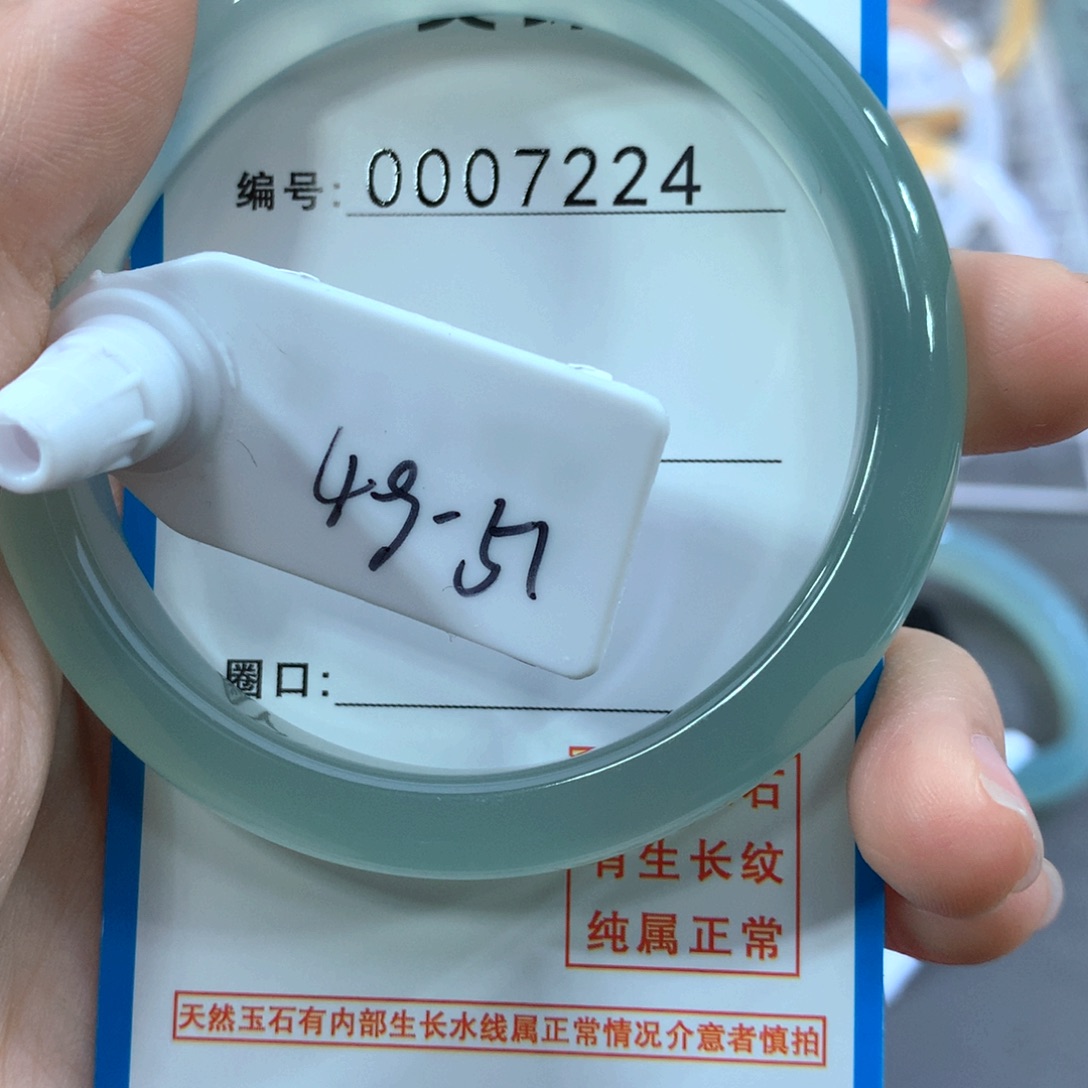 编号: 0007224
49-51
圈口:
石
有生长纹
纯属正常
天然玉石有内部生长水线属正常情况介意者慎拍